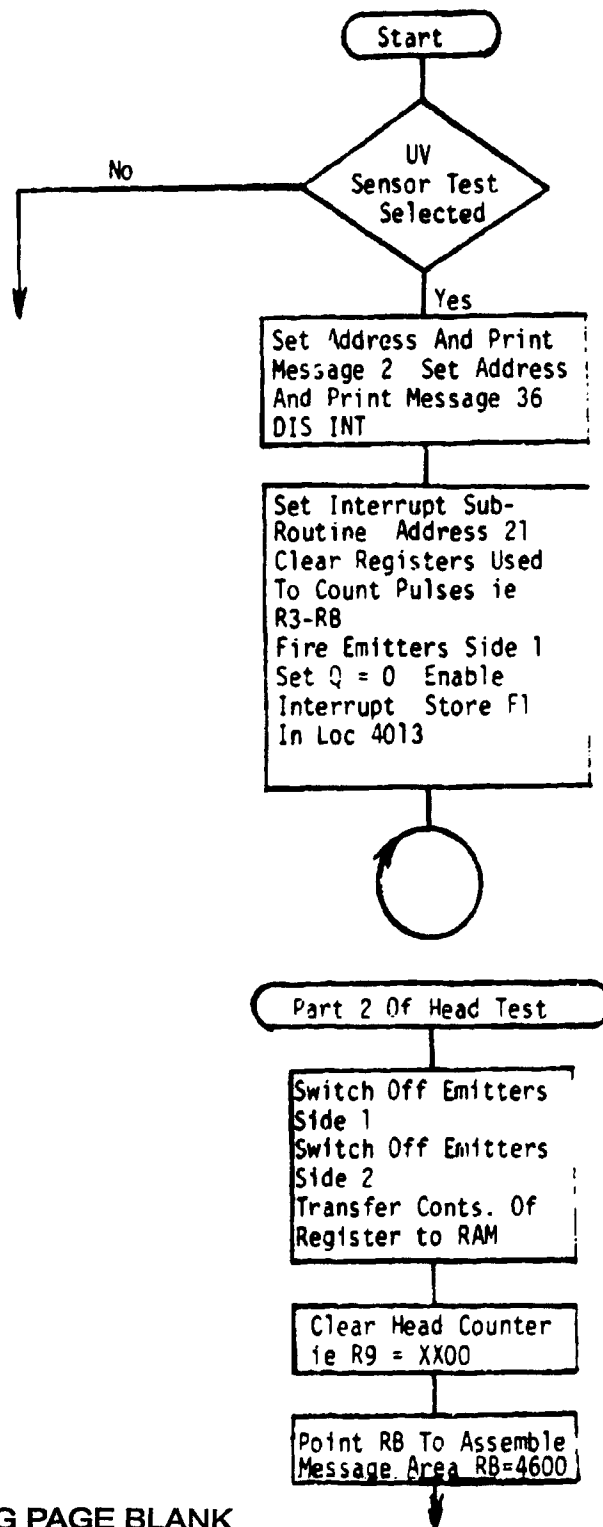 Start
UV
Sensor Test
Selected
No
Yes
Set Address And Print
Message 2 Set Address
And Print Message 36
DIS INT
Set Interrupt Sub-
Routine Address 21
Clear Registers Used
To Count Pulses ie
R3-R8
Fire Emitters Side 1
Set Q = 0 Enable
Interrupt Store F1
In Loc 4013
Part 2 Of Head Test
Switch Off Emitters
Side 1
Switch Off Emitters
Side 2
Transfer Conts. Of
Register to RAM
Clear Head Counter
ie R9 = XX00
Point RB To Assemble
Message Area RB=4600
G PAGE BLANK